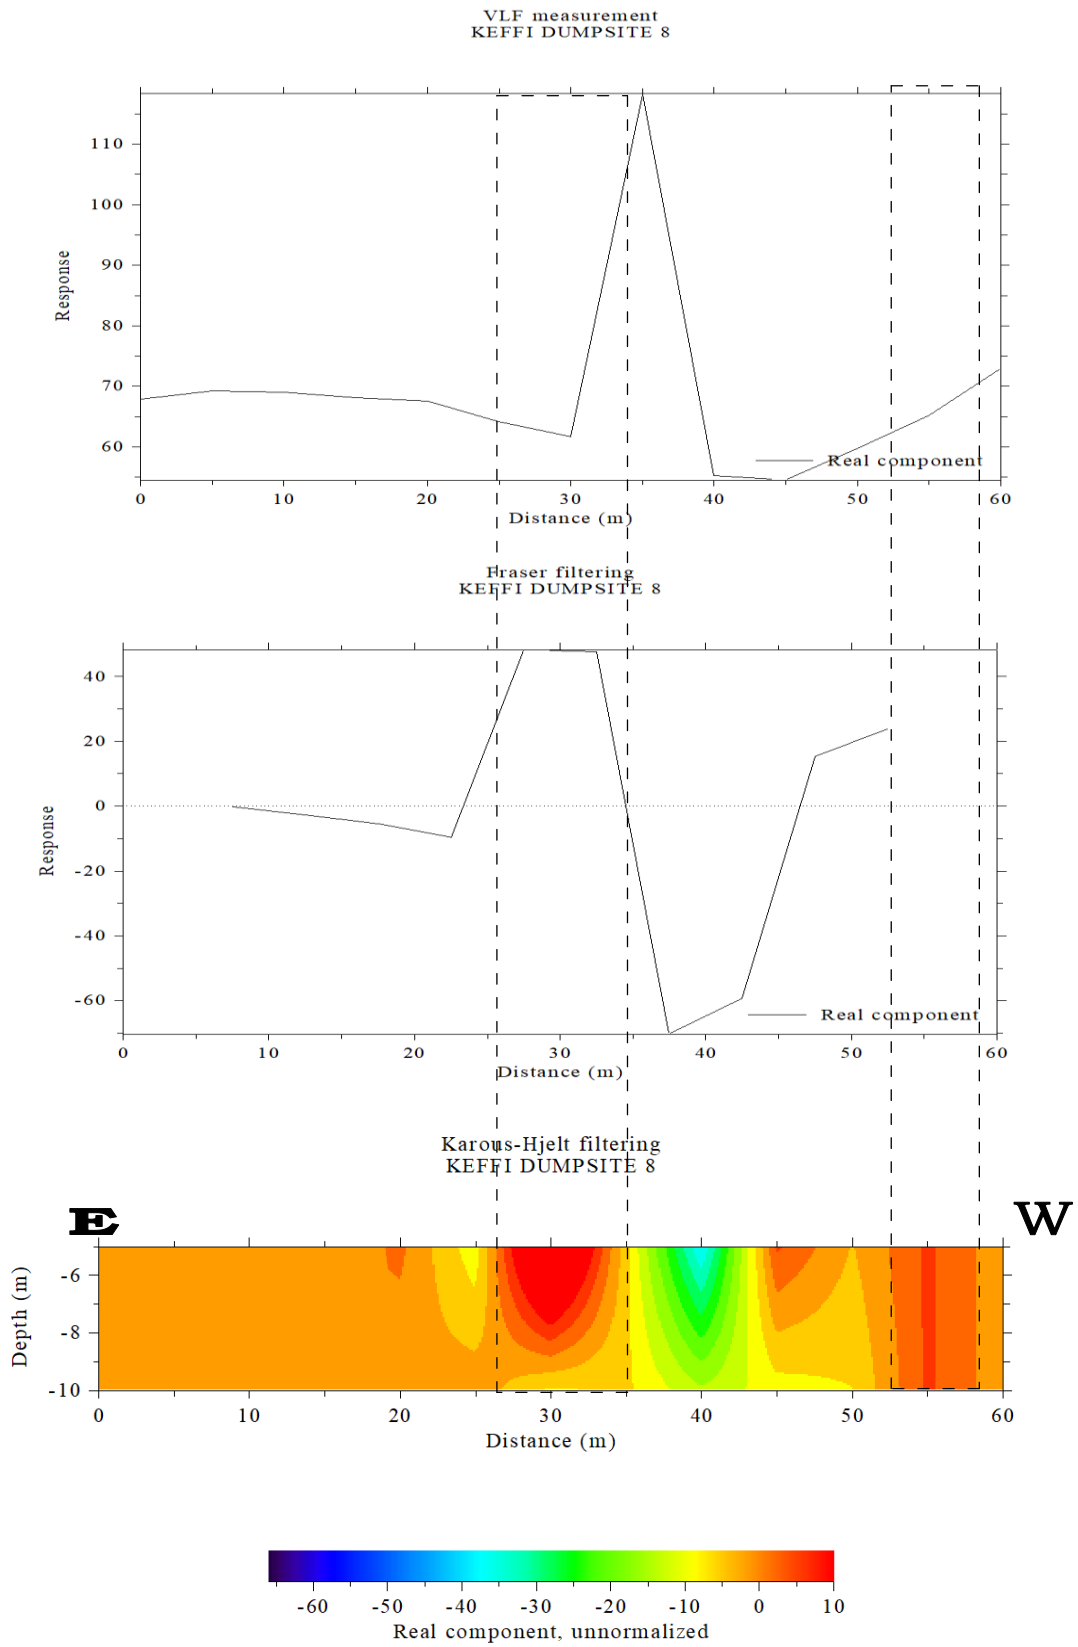 VLF measurement
KEFFI DUMPSITE 8
110
100
90
80
70
60
Response
Real component
0 10 20 30 40 50 60
Distance (m)
Fraser filtering
KEFFI DUMPSITE 8
40
20
0
-20
-40
-60
Response
Real component
0 10 20 30 40 50 60
Distance (m)
Karous-Hjelt filtering
KEFFI DUMPSITE 8
E W
-6
-8
-10
Depth (m)
0 10 20 30 40 50 60
Distance (m)
-60 -50 -40 -30 -20 -10 0 10
Real component, unnormalized